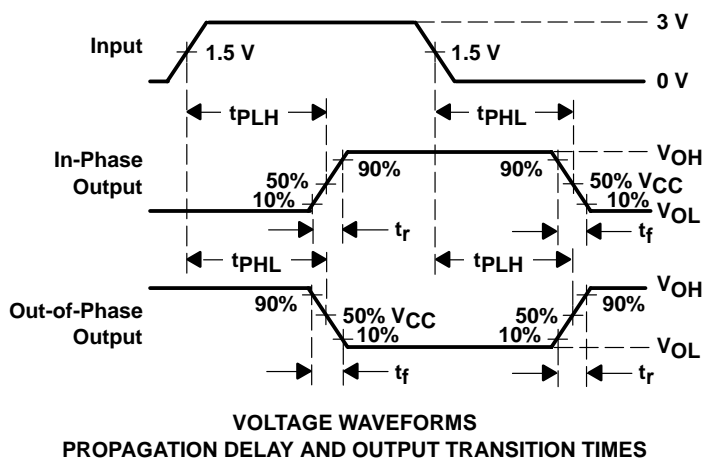 3 V
Input
1.5 V
1.5 V
0 V
tPLH
tPHL
In-Phase
Output
VOH
90%
90%
50%
50% VCC
10%
10%
VOL
tr
tf
tPHL
tPLH
Out-of-Phase
Output
VOH
90%
90%
50% VCC
50%
10%
10%
VOL
tf
tr
VOLTAGE WAVEFORMS
PROPAGATION DELAY AND OUTPUT TRANSITION TIMES